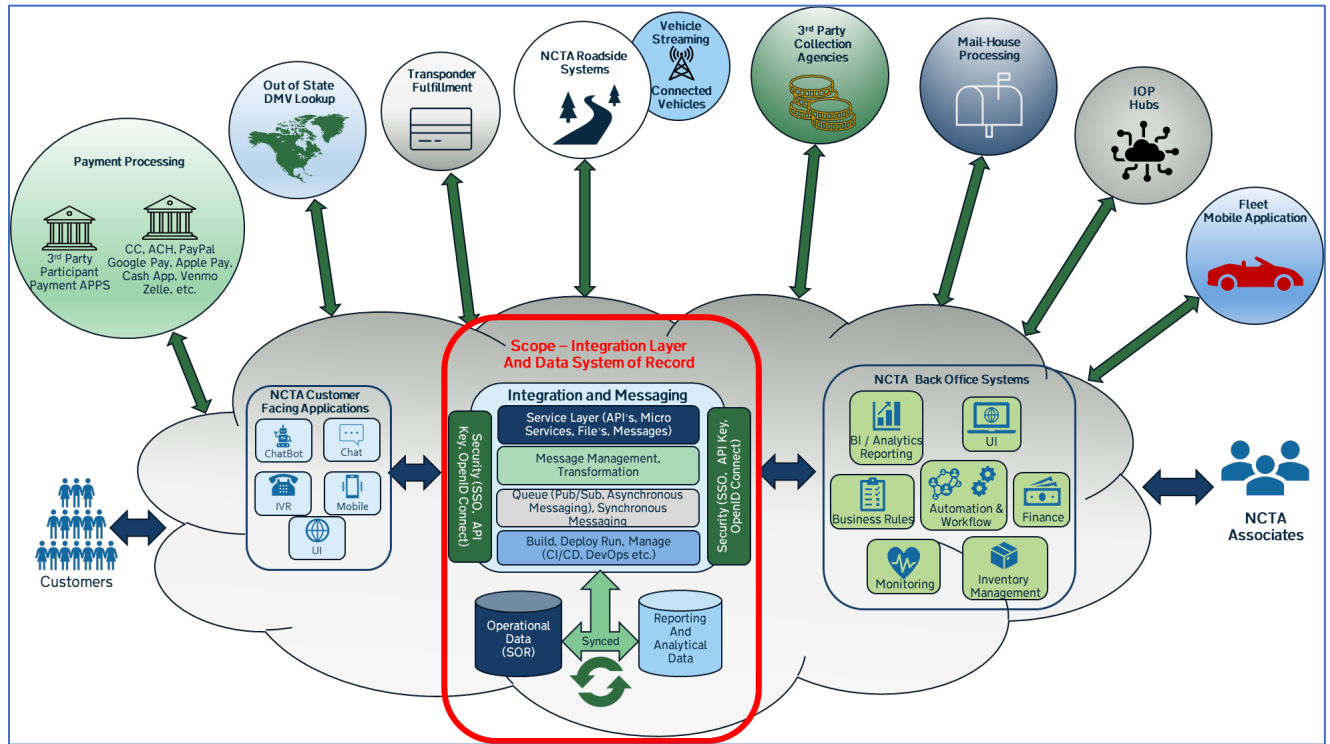 Payment Processing
3rd Party
Participant
Payment APPS
CC, ACH, PayPal
Google Pay, Apple Pay,
Cash App, Venmo
Zelle, etc.
Out of State
DMV Lookup
Transponder
Fulfillment
NCTA Roadside
Systems
Vehicle
Streaming
Connected
Vehicles
3rd Party
Collection
Agencies
Mail-House
Processing
IOP
Hubs
Fleet
Mobile Application
Customers
NCTA Customer
Facing Applications
ChatBot
Chat
IVR
Mobile
UI
Scope – Integration Layer
And Data System of Record
Integration and Messaging
Security (SSO, API
Key, OpenID Connect)
Service Layer (API's, Micro
Services, File's, Messages)
Message Management,
Transformation
Queue (Pub/Sub, Asynchronous
Messaging), Synchronous
Messaging
Build, Deploy Run, Manage
(CI/CD, DevOps etc.)
Security (SSO, API Key,
OpenID Connect)
Operational
Data
(SOR)
Synced
Reporting
And
Analytical
Data
NCTA Back Office Systems
BI / Analytics
Reporting
UI
Business Rules
Automation &
Workflow
Finance
Monitoring
Inventory
Management
NCTA
Associates